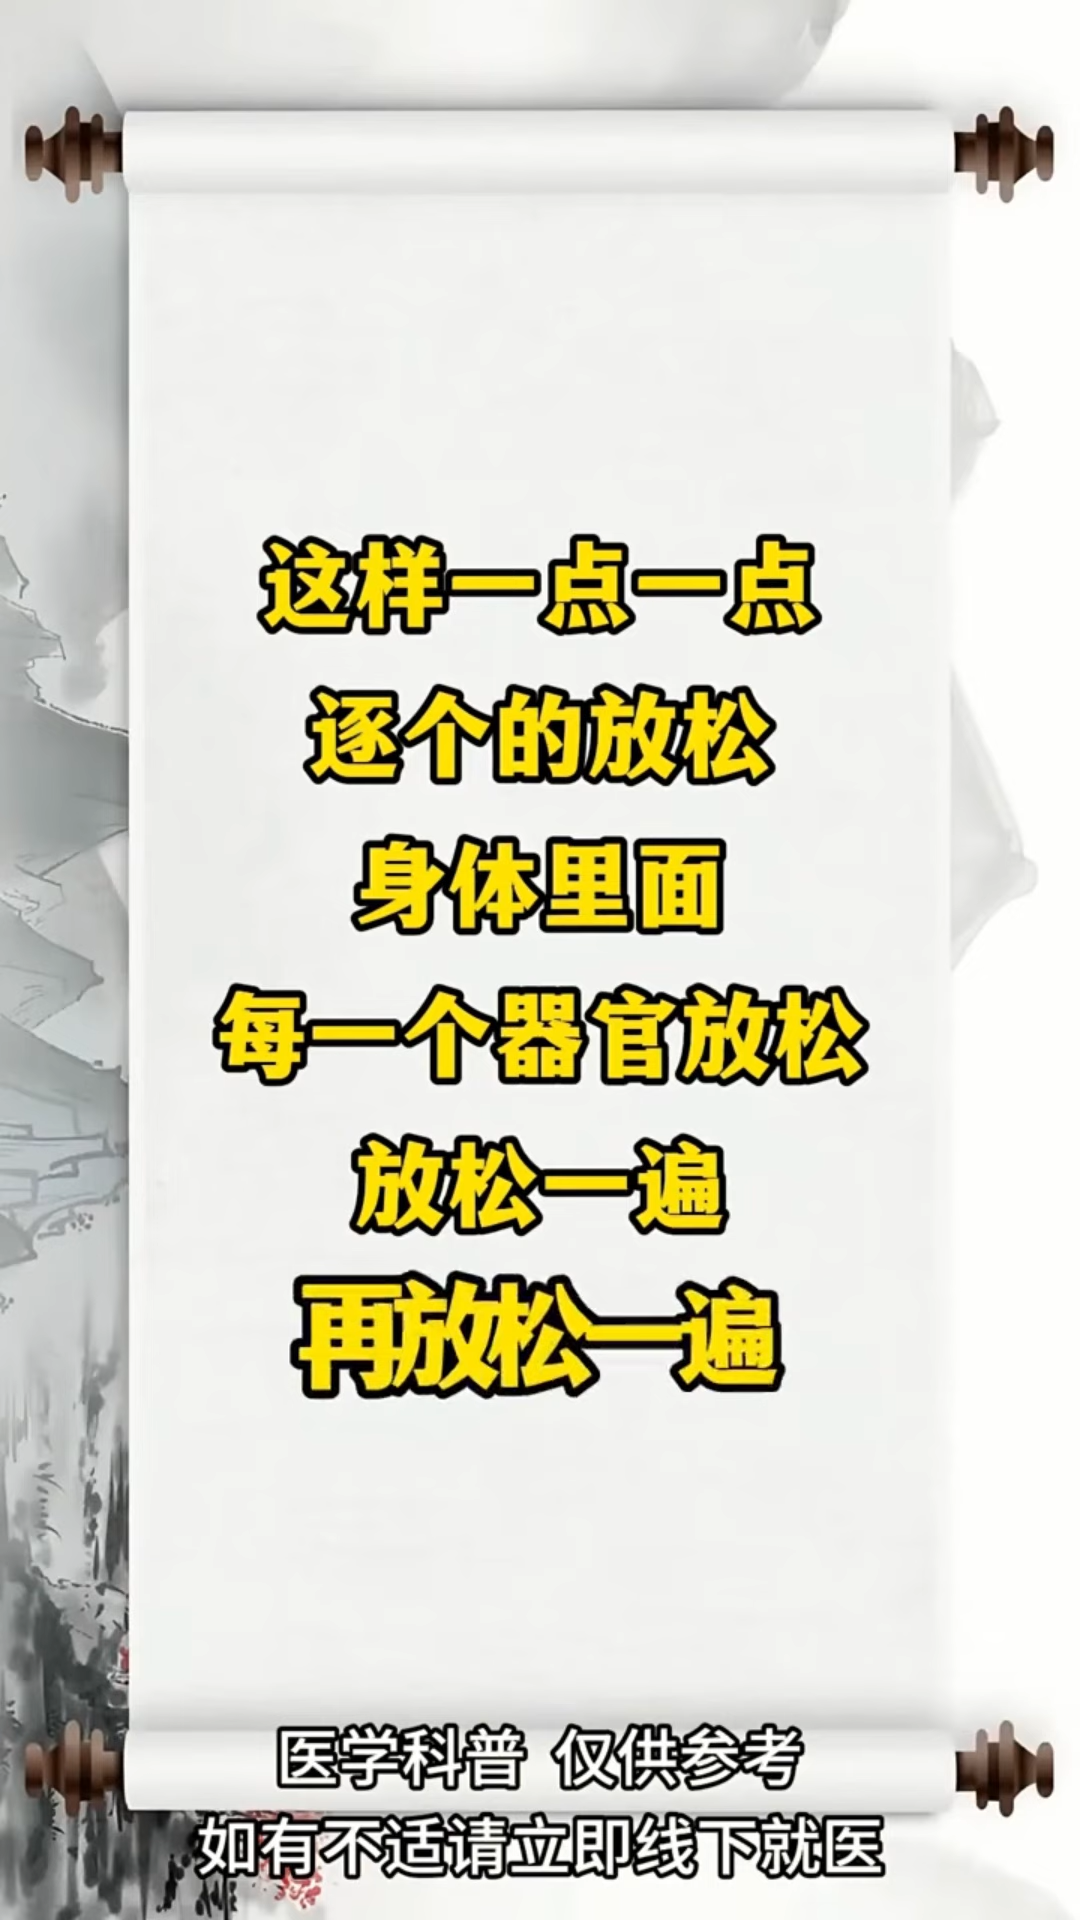 这样一点一点
逐个的放松
身体里面
每一个器官放松
放松一遍
再放松一遍
医学科普 仅供参考
如有不适请立即线下就医